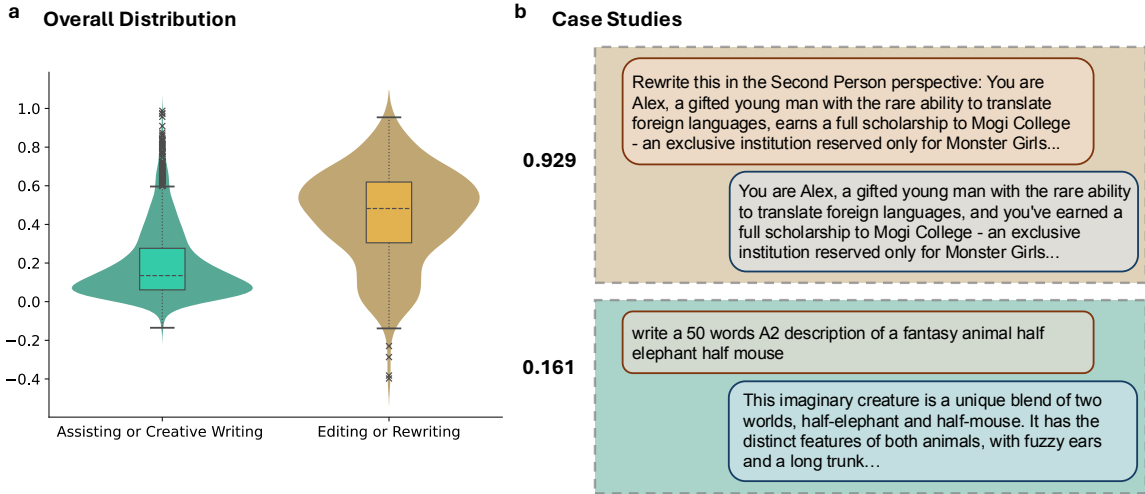 a Overall Distribution
1.0
0.8
0.6
0.4
0.2
0.0
−0.2
−0.4
Assisting or Creative Writing
Editing or Rewriting
b Case Studies
0.929
Rewrite this in the Second Person perspective: You are
Alex, a gifted young man with the rare ability to translate
foreign languages, earns a full scholarship to Mogi College
- an exclusive institution reserved only for Monster Girls...
You are Alex, a gifted young man with the rare ability
to translate foreign languages, and you've earned a
full scholarship to Mogi College - an exclusive
institution reserved only for Monster Girls...
0.161
write a 50 words A2 description of a fantasy animal half
elephant half mouse
This imaginary creature is a unique blend of two
worlds, half-elephant and half-mouse. It has the
distinct features of both animals, with fuzzy ears
and a long trunk…